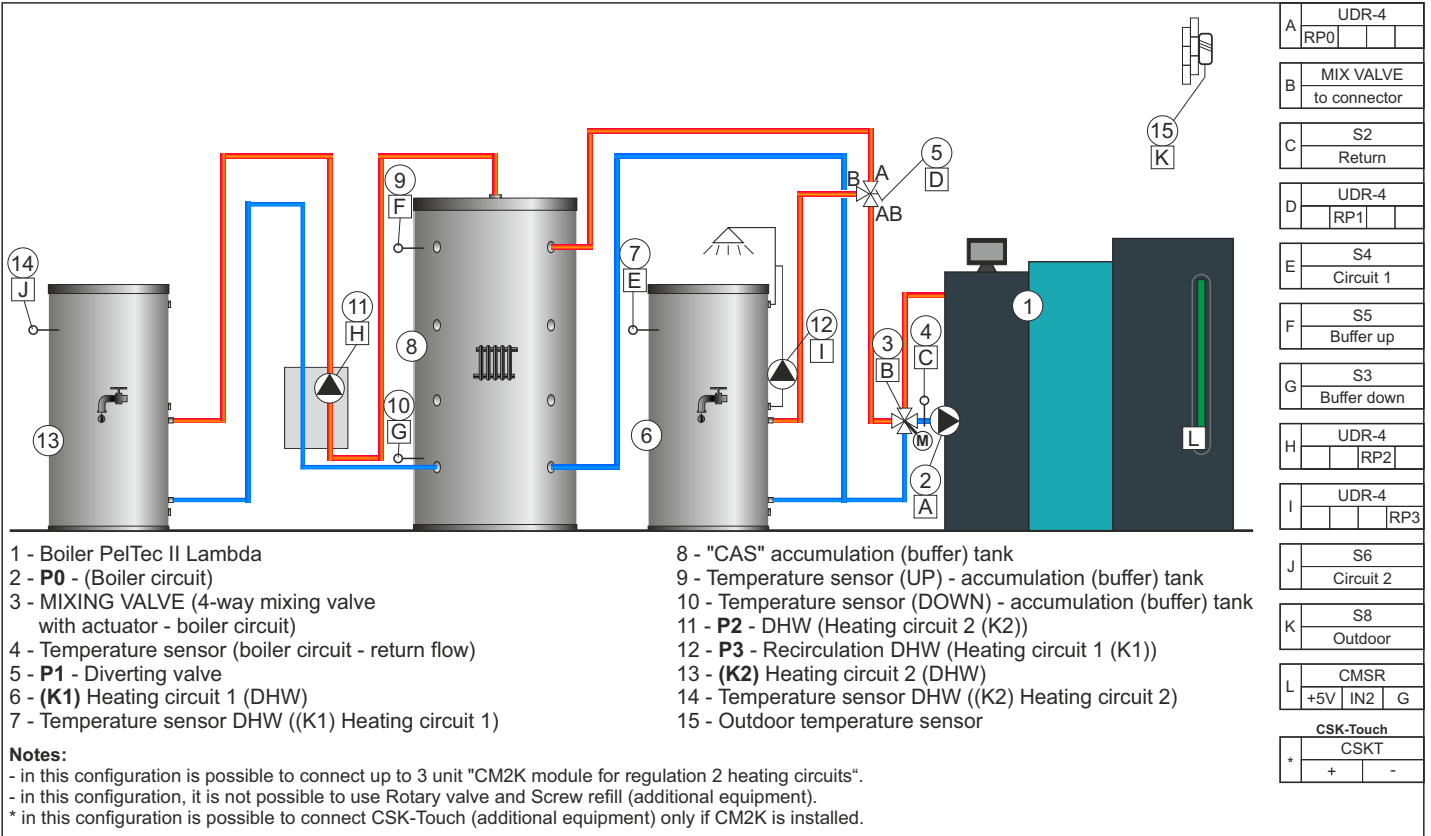 A
UDR-4
RP0
B
MIX VALVE
to connector
C
S2
Return
D
UDR-4
RP1
E
S4
Circuit 1
F
S5
Buffer up
G
S3
Buffer down
H
UDR-4
RP2
I
UDR-4
RP3
J
S6
Circuit 2
K
S8
Outdoor
L
CMSR
+5V IN2 G
CSK-Touch
*
CSKT
+ -
15
K
5
D
B A
AB
9
F
7
E
14
J
11
H
12
I
8
3
B
4
C
1
10
G
13
6
M
L
2
A
1 - Boiler PelTec II Lambda
2 - P0 - (Boiler circuit)
3 - MIXING VALVE (4-way mixing valve
with actuator - boiler circuit)
4 - Temperature sensor (boiler circuit - return flow)
5 - P1 - Diverting valve
6 - (K1) Heating circuit 1 (DHW)
7 - Temperature sensor DHW ((K1) Heating circuit 1)
8 - "CAS" accumulation (buffer) tank
9 - Temperature sensor (UP) - accumulation (buffer) tank
10 - Temperature sensor (DOWN) - accumulation (buffer) tank
11 - P2 - DHW (Heating circuit 2 (K2))
12 - P3 - Recirculation DHW (Heating circuit 1 (K1))
13 - (K2) Heating circuit 2 (DHW)
14 - Temperature sensor DHW ((K2) Heating circuit 2)
15 - Outdoor temperature sensor
Notes:
- in this configuration is possible to connect up to 3 unit "CM2K module for regulation 2 heating circuits“.
- in this configuration, it is not possible to use Rotary valve and Screw refill (additional equipment).
* in this configuration is possible to connect CSK-Touch (additional equipment) only if CM2K is installed.